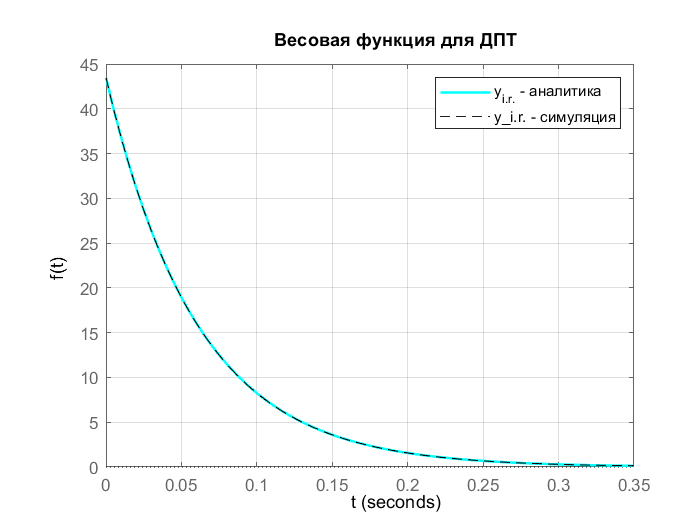 Весовая функция для ДПТ
45
40
35
30
25
20
15
10
5
0
f(t)
y_i.r. - аналитика
y_i.r. - симуляция
0 0.05 0.1 0.15 0.2 0.25 0.3 0.35
t (seconds)